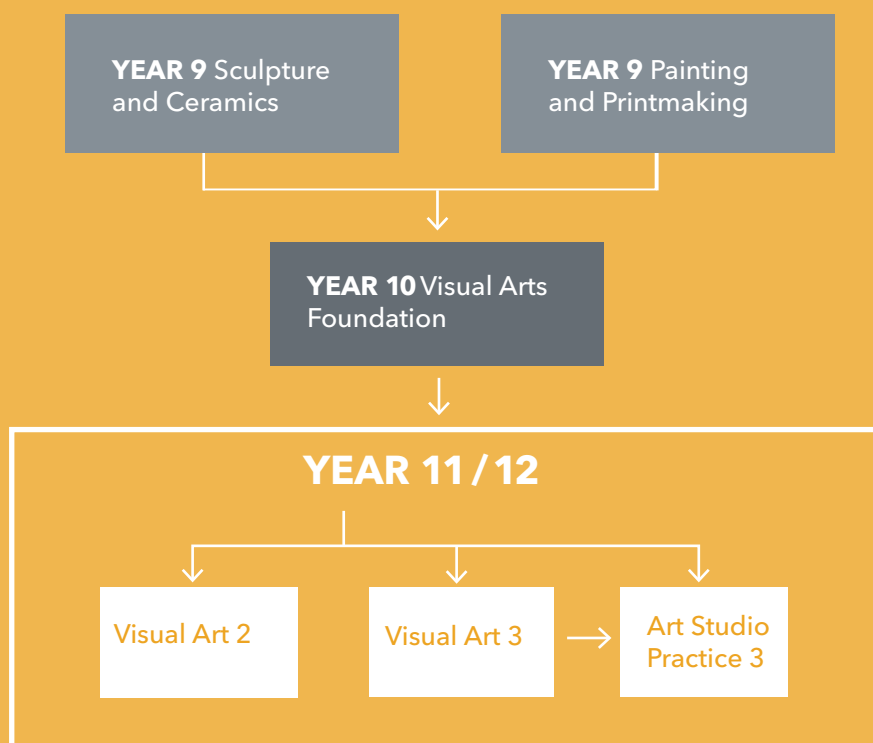 YEAR 9 Sculpture
and Ceramics
YEAR 9 Painting
and Printmaking
YEAR 10 Visual Arts
Foundation
YEAR 11/12
Visual Art 2
Visual Art 3
Art Studio
Practice 3